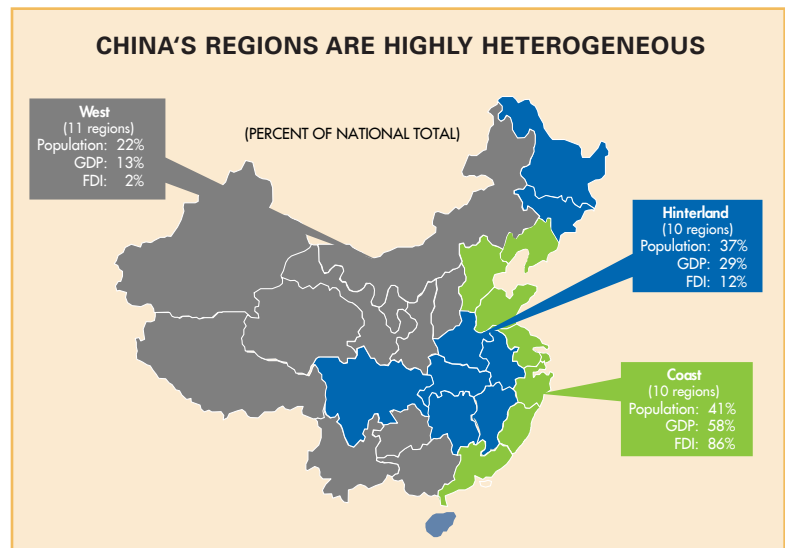 CHINA'S REGIONS ARE HIGHLY HETEROGENEOUS
West
(11 regions)
Population: 22%
GDP: 13%
FDI: 2%
(PERCENT OF NATIONAL TOTAL)
Hinterland
(10 regions)
Population: 37%
GDP: 29%
FDI: 12%
Coast
(10 regions)
Population: 41%
GDP: 58%
FDI: 86%